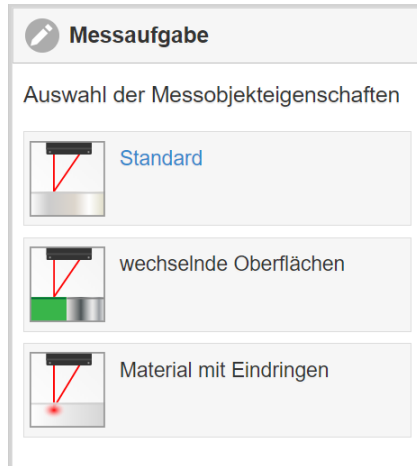 Messaufgabe
Auswahl der Messobjekteigenschaften
Standard
wechselnde Oberflächen
Material mit Eindringen